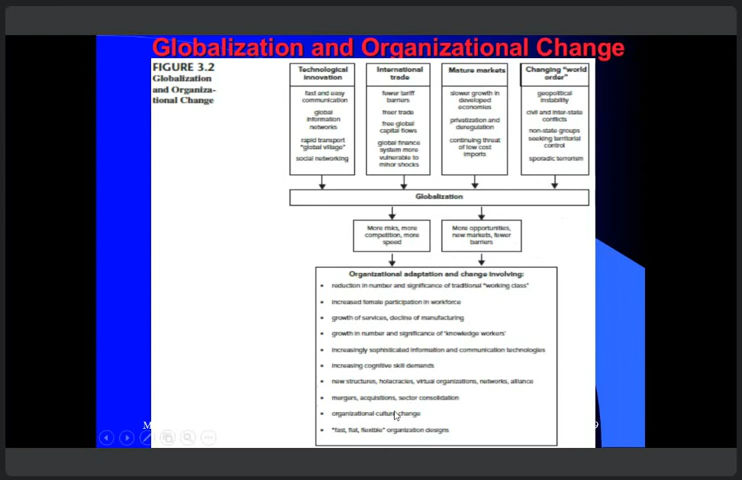 Globalization and Organizational Change
FIGURE 3.2
Globalization
and Organiza-
tional Change
Technological
innovation
fast and easy
communication
global
information
networks
rapid transport
"global village"
social networking
International
trade
fewer tariff
barriers
freer trade
free global
capital flows
global finance
system more
vulnerable to
minor shocks
Mature markets
slower growth in
developed
economies
privatization and
deregulation
continuing threat
of low cost
imports
Changing "world
order"
geopolitical
instability
civil and inter-state
conflicts
non-state groups
seeking territorial
control
sporadic terrorism
Globalization
More risks, more
competition, more
speed
More opportunities,
new markets, fewer
barriers
Organizational adaptation and change involving:
• reduction in number and significance of traditional "working class"
• increased female participation in workforce
• growth of services, decline of manufacturing
• growth in number and significance of 'knowledge workers'
• increasingly sophisticated information and communication technologies
• increasing cognitive skill demands
• new structures, holacracies, virtual organizations, networks, alliance
• mergers, acquisitions, sector consolidation
• organizational culture change
• "fast, flat, flexible" organization designs
M
9